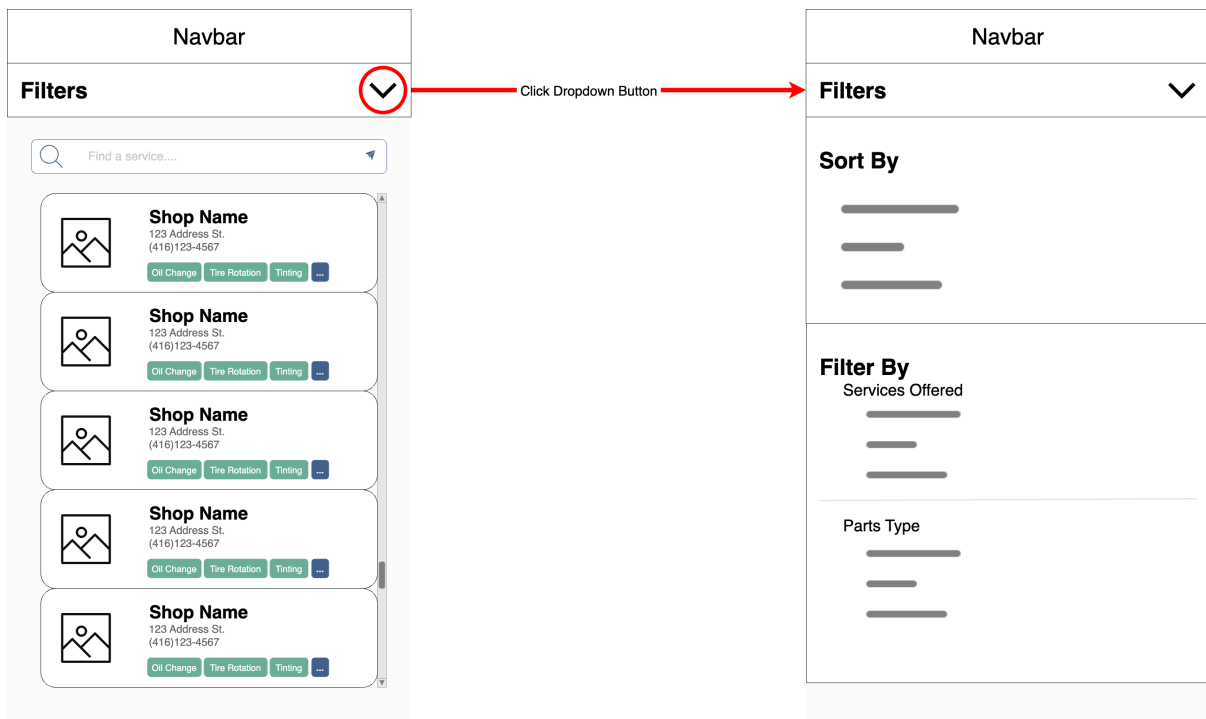 Navbar
Filters
Find a service....
Shop Name
123 Address St.
(416)123-4567
Oil Change Tire Rotation Tinting ...
Shop Name
123 Address St.
(416)123-4567
Oil Change Tire Rotation Tinting ...
Shop Name
123 Address St.
(416)123-4567
Oil Change Tire Rotation Tinting ...
Shop Name
123 Address St.
(416)123-4567
Oil Change Tire Rotation Tinting ...
Shop Name
123 Address St.
(416)123-4567
Oil Change Tire Rotation Tinting ...
Click Dropdown Button
Navbar
Filters
Sort By
Filter By
Services Offered
Parts Type